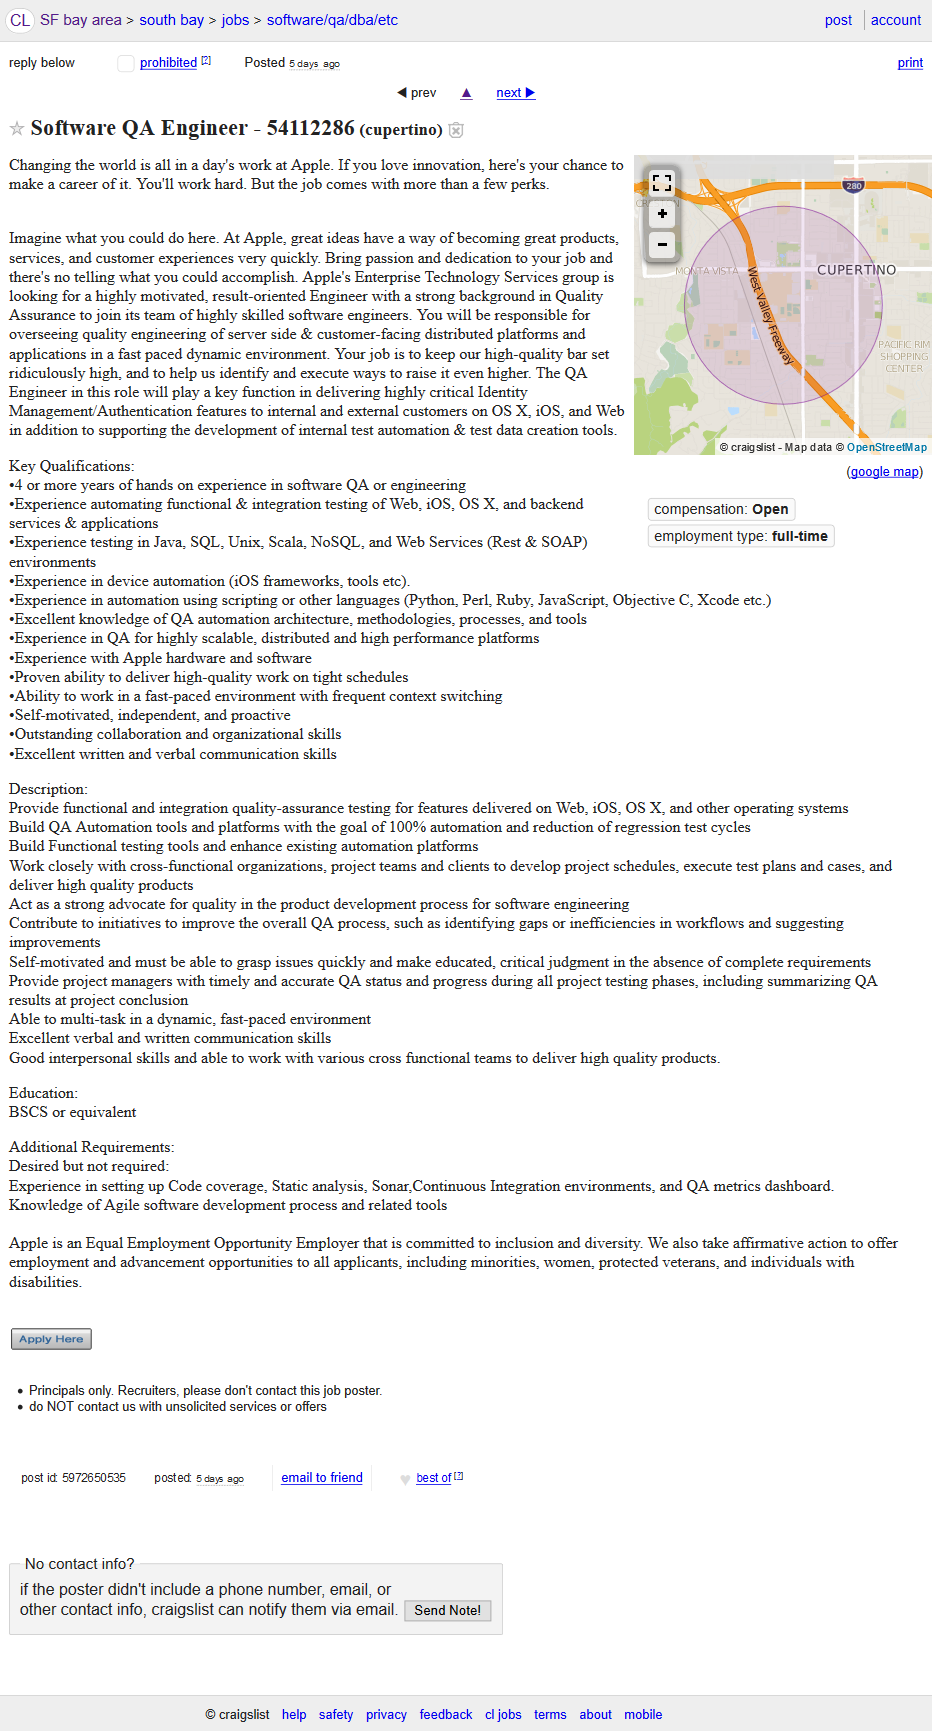 CL SF bay area > south bay > jobs > software/qa/dba/etc post account
reply below prohibited [?] Posted 5 days ago print
◀ prev ▲ next ▶
☆ Software QA Engineer - 54112286 (cupertino)
Changing the world is all in a day's work at Apple. If you love innovation, here's your chance to
make a career of it. You'll work hard. But the job comes with more than a few perks.
Imagine what you could do here. At Apple, great ideas have a way of becoming great products,
services, and customer experiences very quickly. Bring passion and dedication to your job and
there's no telling what you could accomplish. Apple's Enterprise Technology Services group is
looking for a highly motivated, result-oriented Engineer with a strong background in Quality
Assurance to join its team of highly skilled software engineers. You will be responsible for
overseeing quality engineering of server side & customer-facing distributed platforms and
applications in a fast paced dynamic environment. Your job is to keep our high-quality bar set
ridiculously high, and to help us identify and execute ways to raise it even higher. The QA
Engineer in this role will play a key function in delivering highly critical Identity
Management/Authentication features to internal and external customers on OS X, iOS, and Web
in addition to supporting the development of internal test automation & test data creation tools.
+
-
280
MONTA VISTA
CUPERTINO
West Valley Freeway
PACIFIC RIM
SHOPPING
CENTER
© craigslist - Map data © OpenStreetMap
(google map)
compensation: Open
employment type: full-time
Key Qualifications:
•4 or more years of hands on experience in software QA or engineering
•Experience automating functional & integration testing of Web, iOS, OS X, and backend
services & applications
•Experience testing in Java, SQL, Unix, Scala, NoSQL, and Web Services (Rest & SOAP)
environments
•Experience in device automation (iOS frameworks, tools etc).
•Experience in automation using scripting or other languages (Python, Perl, Ruby, JavaScript, Objective C, Xcode etc.)
•Excellent knowledge of QA automation architecture, methodologies, processes, and tools
•Experience in QA for highly scalable, distributed and high performance platforms
•Experience with Apple hardware and software
•Proven ability to deliver high-quality work on tight schedules
•Ability to work in a fast-paced environment with frequent context switching
•Self-motivated, independent, and proactive
•Outstanding collaboration and organizational skills
•Excellent written and verbal communication skills
Description:
Provide functional and integration quality-assurance testing for features delivered on Web, iOS, OS X, and other operating systems
Build QA Automation tools and platforms with the goal of 100% automation and reduction of regression test cycles
Build Functional testing tools and enhance existing automation platforms
Work closely with cross-functional organizations, project teams and clients to develop project schedules, execute test plans and cases, and
deliver high quality products
Act as a strong advocate for quality in the product development process for software engineering
Contribute to initiatives to improve the overall QA process, such as identifying gaps or inefficiencies in workflows and suggesting
improvements
Self-motivated and must be able to grasp issues quickly and make educated, critical judgment in the absence of complete requirements
Provide project managers with timely and accurate QA status and progress during all project testing phases, including summarizing QA
results at project conclusion
Able to multi-task in a dynamic, fast-paced environment
Excellent verbal and written communication skills
Good interpersonal skills and able to work with various cross functional teams to deliver high quality products.
Education:
BSCS or equivalent
Additional Requirements:
Desired but not required:
Experience in setting up Code coverage, Static analysis, Sonar,Continuous Integration environments, and QA metrics dashboard.
Knowledge of Agile software development process and related tools
Apple is an Equal Employment Opportunity Employer that is committed to inclusion and diversity. We also take affirmative action to offer
employment and advancement opportunities to all applicants, including minorities, women, protected veterans, and individuals with
disabilities.
Apply Here
• Principals only. Recruiters, please don't contact this job poster.
• do NOT contact us with unsolicited services or offers
post id: 5972650535 posted: 5 days ago email to friend ♥ best of [?]
No contact info?
if the poster didn't include a phone number, email, or
other contact info, craigslist can notify them via email. Send Note!
© craigslist help safety privacy feedback cl jobs terms about mobile